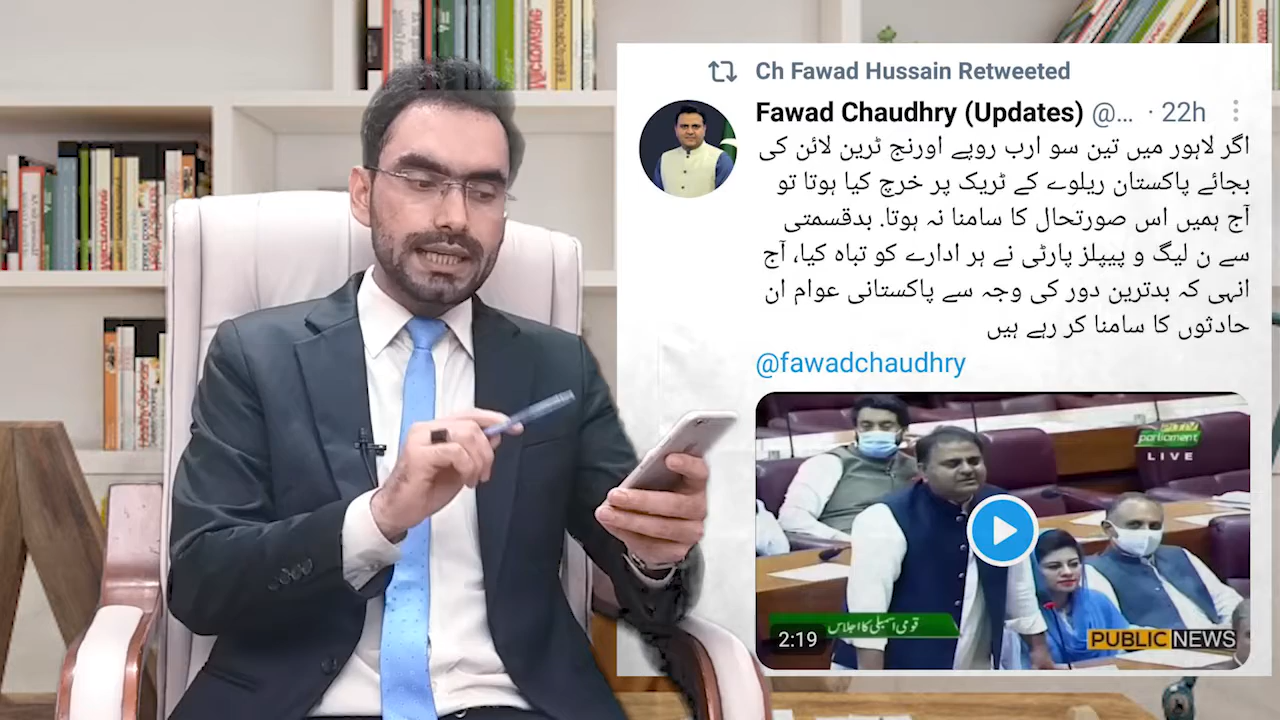 Ch Fawad Hussain Retweeted
Fawad Chaudhry (Updates) @... · 22h
اگر لاہور میں تین سو ارب روپے اورنج ٹرین لائن کی
بجائے پاکستان ریلوے کے ٹریک پر خرچ کیا ہوتا تو
آج ہمیں اس صورتحال کا سامنا نہ ہوتا. بدقسمتی
سے ن لیگ و پیپلز پارٹی نے ہر ادارے کو تباہ کیا، آج
انہی کہ بدترین دور کی وجہ سے پاکستانی عوام ان
حادثوں کا سامنا کر رہے ہیں
@fawadchaudhry
parliament
LIVE
قومی اسمبلی کا اجلاس
2:19
PUBLIC NEWS